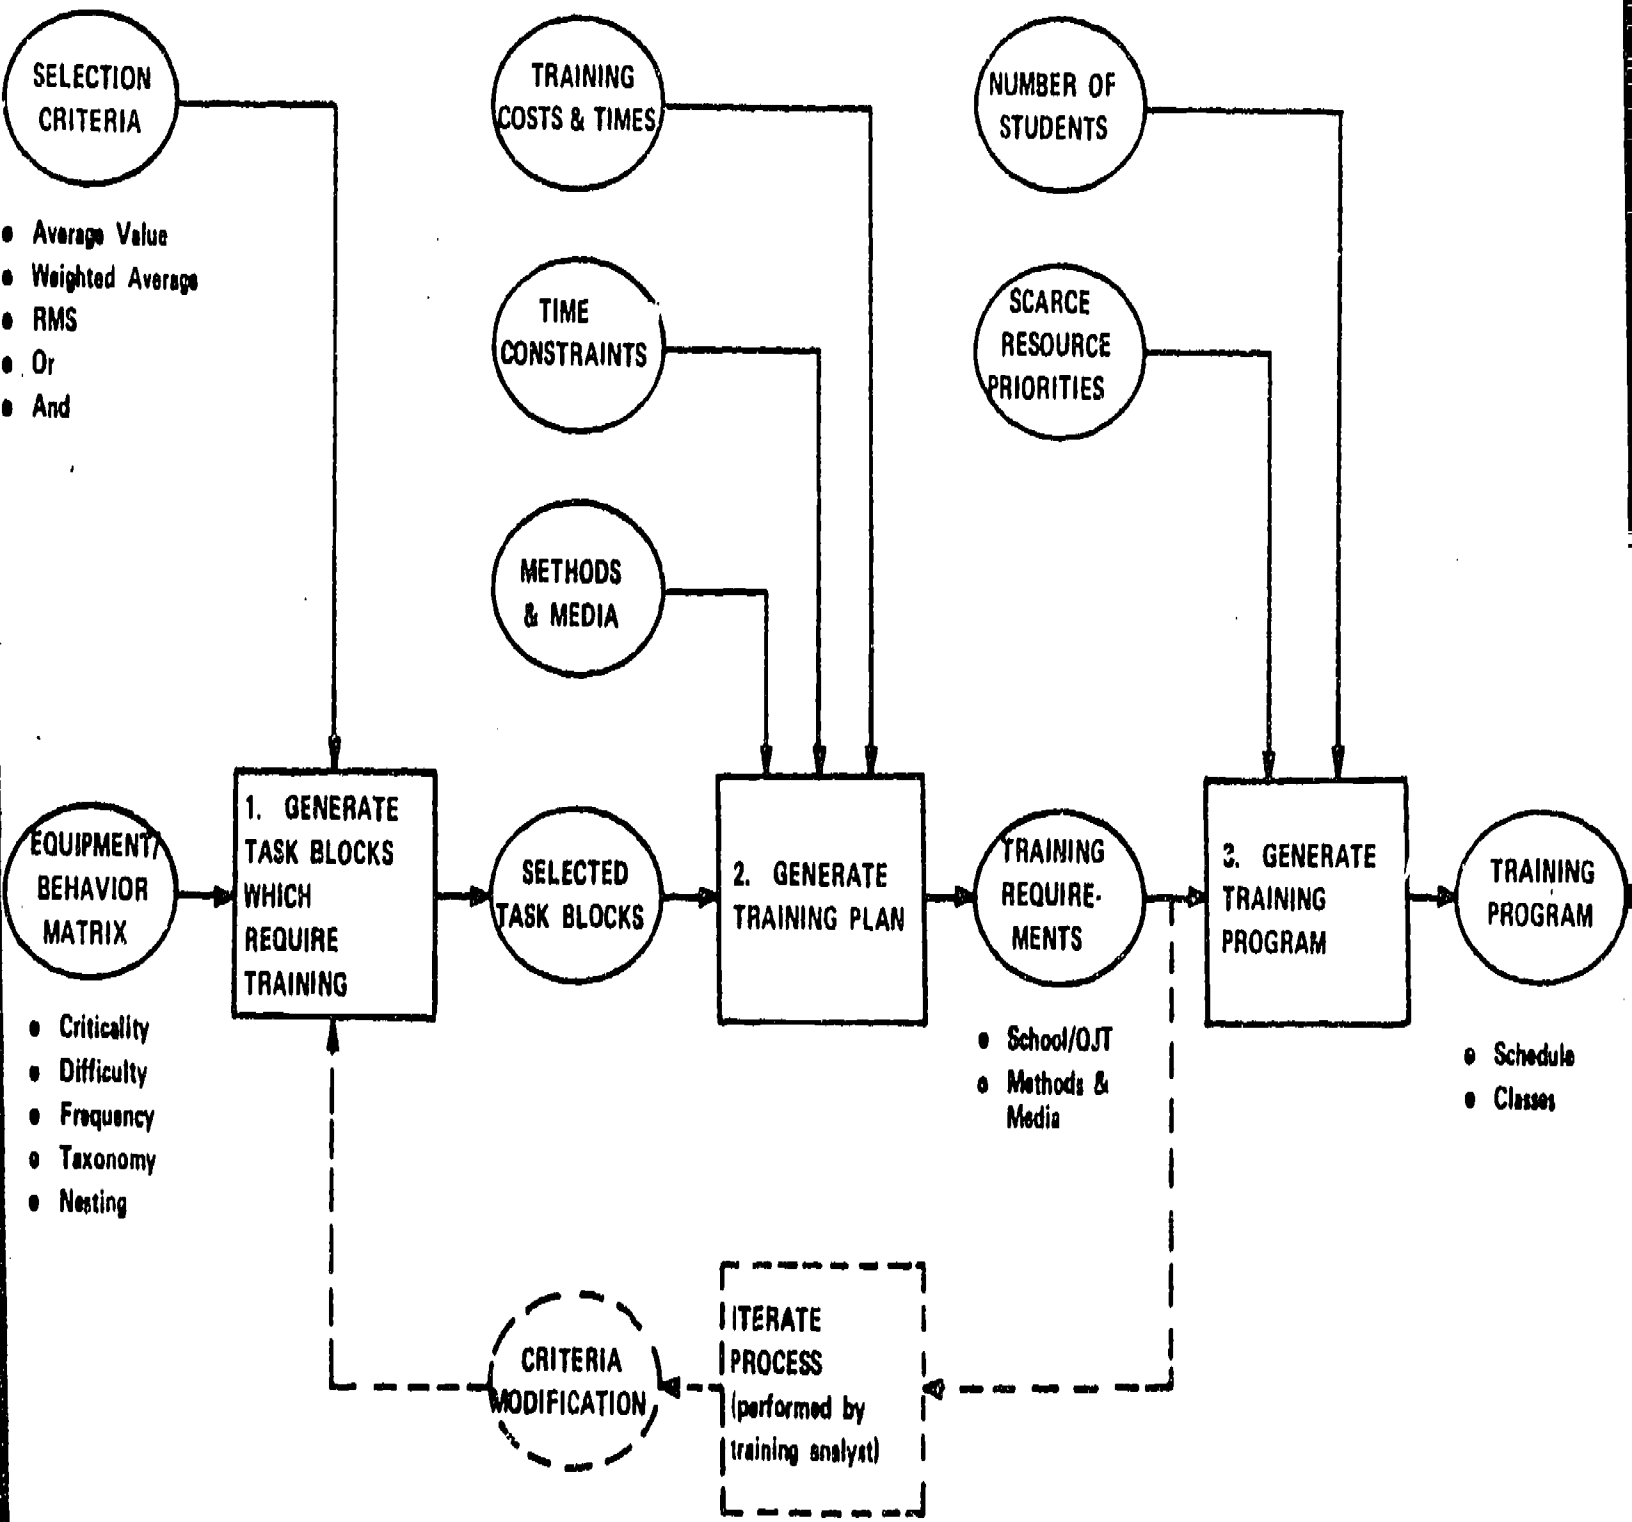 SELECTION
CRITERIA
• Average Value
• Weighted Average
• RMS
• Or
• And
TRAINING
COSTS & TIMES
TIME
CONSTRAINTS
METHODS
& MEDIA
NUMBER OF
STUDENTS
SCARCE
RESOURCE
PRIORITIES
EQUIPMENT/
BEHAVIOR
MATRIX
• Criticality
• Difficulty
• Frequency
• Taxonomy
• Nesting
1. GENERATE
TASK BLOCKS
WHICH
REQUIRE
TRAINING
SELECTED
TASK BLOCKS
2. GENERATE
TRAINING PLAN
TRAINING
REQUIRE-
MENTS
• School/OJT
• Methods &
Media
3. GENERATE
TRAINING
PROGRAM
TRAINING
PROGRAM
• Schedule
• Classes
CRITERIA
MODIFICATION
ITERATE
PROCESS
(performed by
training analyst)